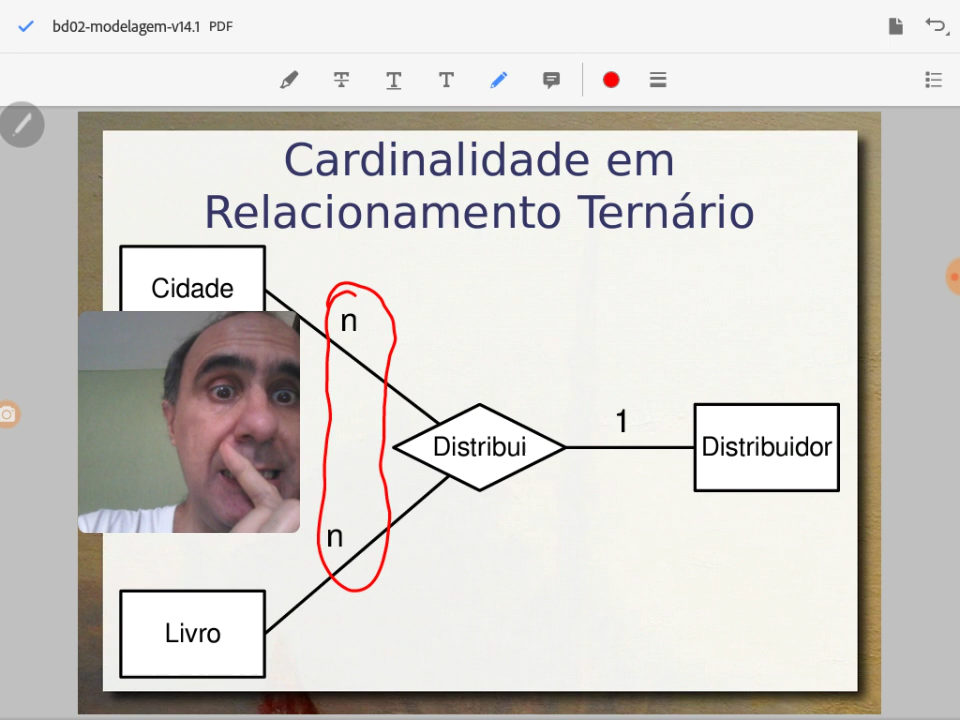 bd02-modelagem-v14.1 PDF
T T T
Cardinalidade em
Relacionamento Ternário
Cidade
n
1
Distribui
Distribuidor
n
Livro